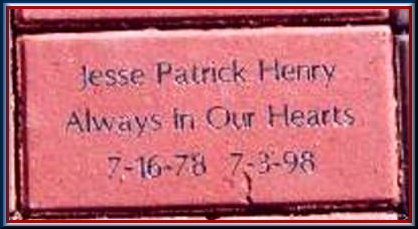 Jesse Patrick Henry
Always In Our Hearts
7-16-78 7-3-98